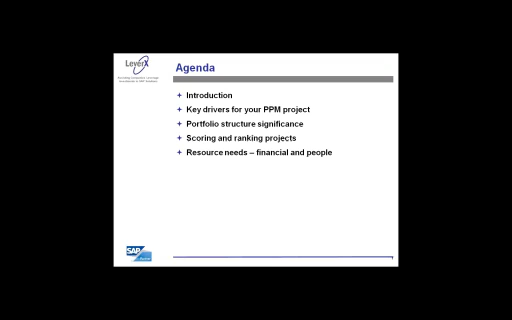 LeverX
Agenda
Introduction
Key drivers for your PPM project
Portfolio structure significance
Scoring and ranking projects
Resource needs – financial and people
SAP